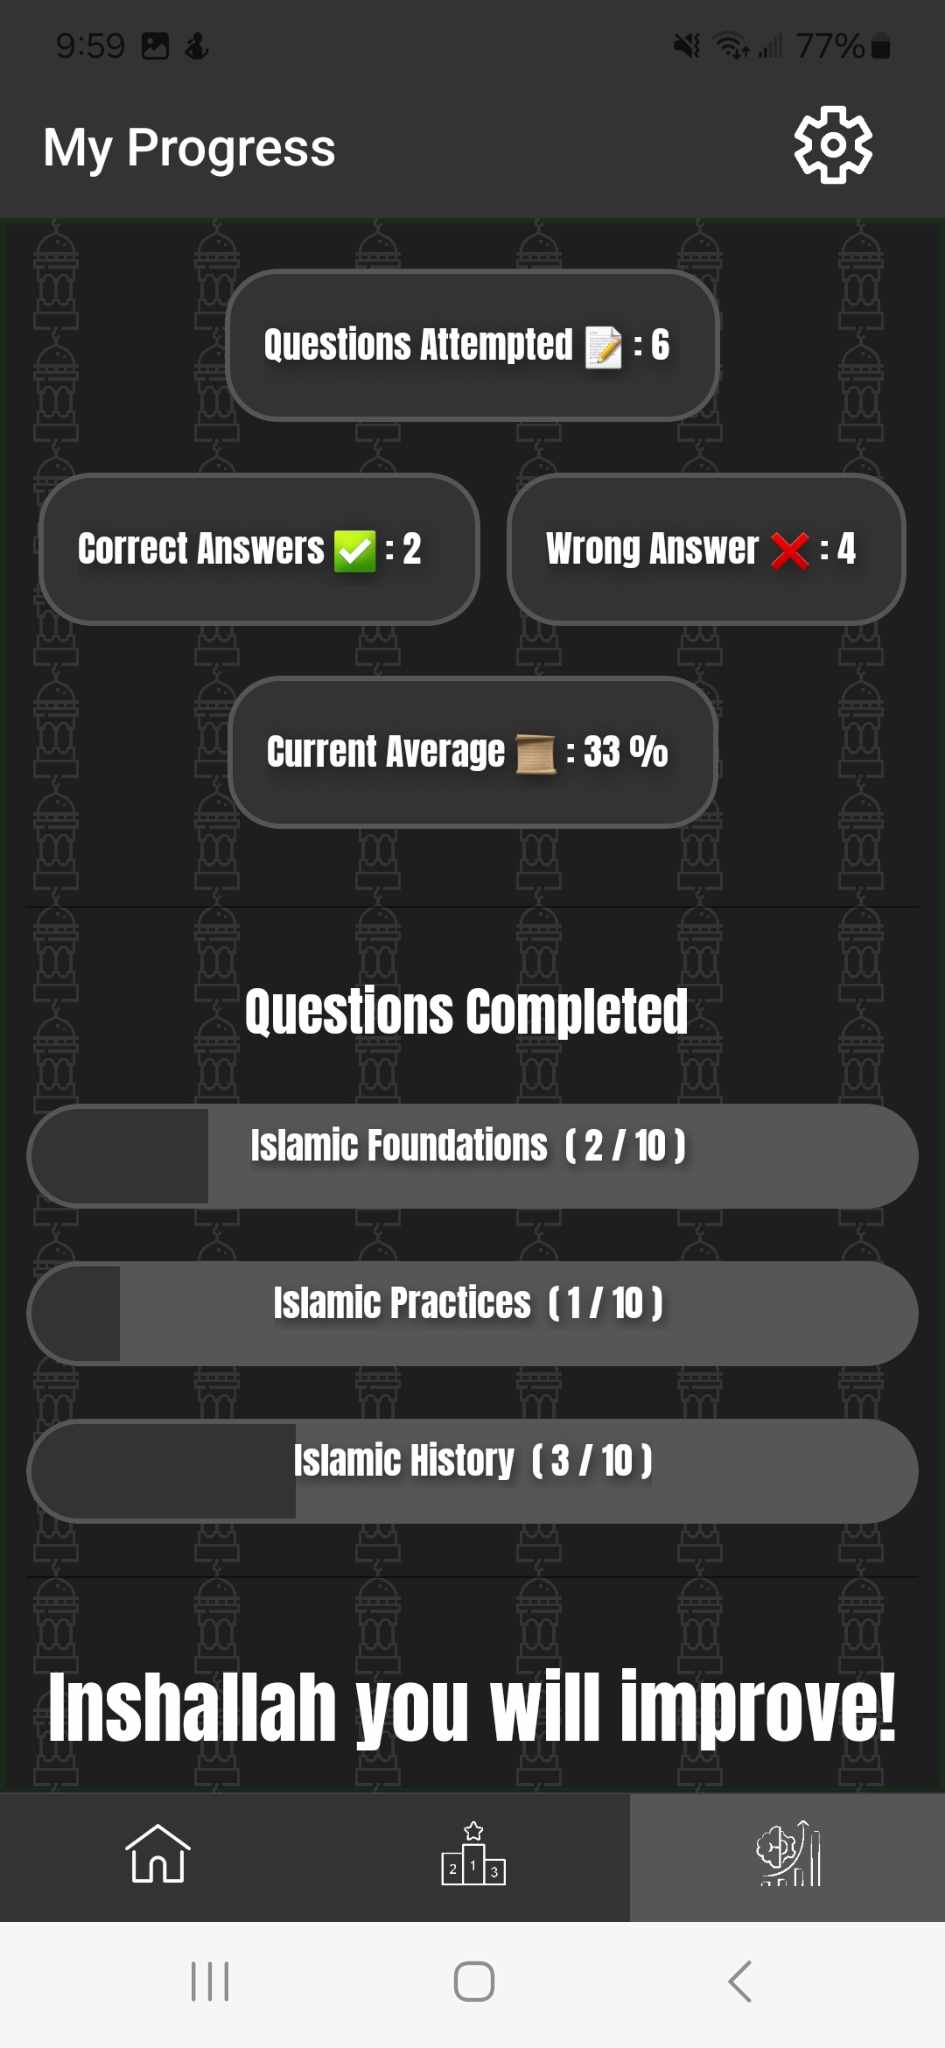 9:59 77%
My Progress
Questions Attempted 📝 : 6
Correct Answers ✅ : 2
Wrong Answer ❌ : 4
Current Average 📜 : 33 %
Questions Completed
Islamic Foundations ( 2 / 10 )
Islamic Practices ( 1 / 10 )
Islamic History ( 3 / 10 )
Inshallah you will improve!
2 1 3